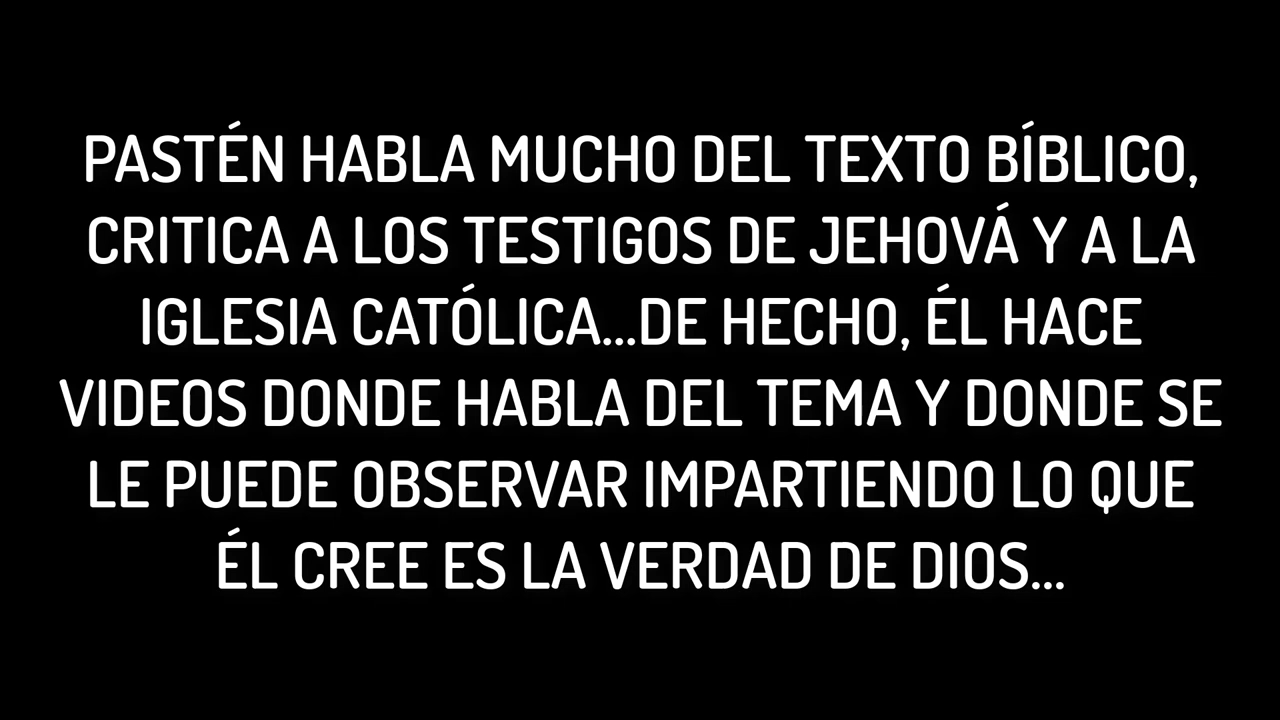 PASTÉN HABLA MUCHO DEL TEXTO BÍBLICO,
CRITICA A LOS TESTIGOS DE JEHOVÁ Y A LA
IGLESIA CATÓLICA...DE HECHO, ÉL HACE
VIDEOS DONDE HABLA DEL TEMA Y DONDE SE
LE PUEDE OBSERVAR IMPARTIENDO LO QUE
ÉL CREE ES LA VERDAD DE DIOS...